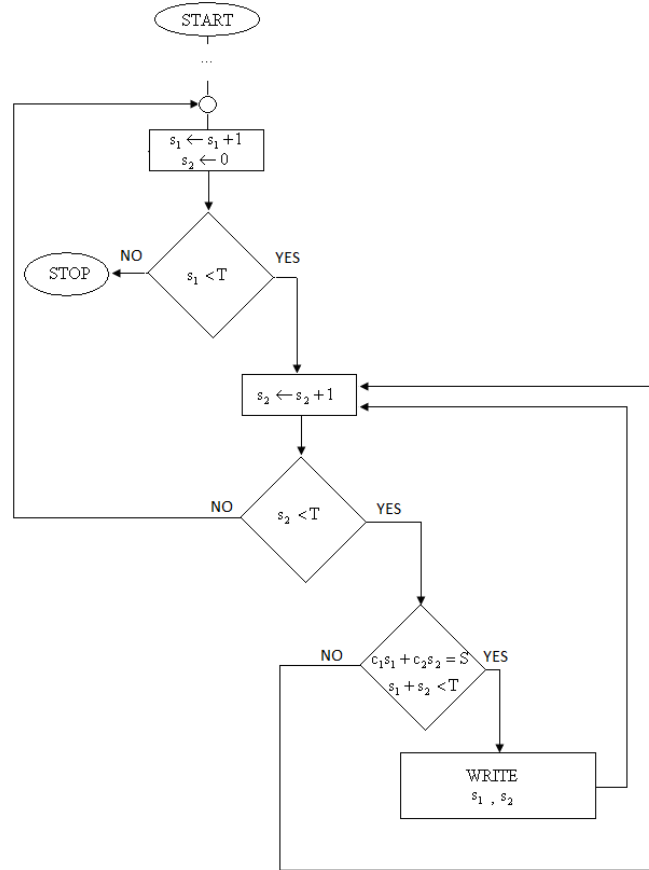 START
...
s₁ ← s₁ + 1
s₂ ← 0
NO
YES
STOP
s₁ < T
s₂ ← s₂ + 1
NO
YES
s₂ < T
NO
YES
c₁s₁ + c₂s₂ = S
s₁ + s₂ < T
WRITE
s₁ , s₂